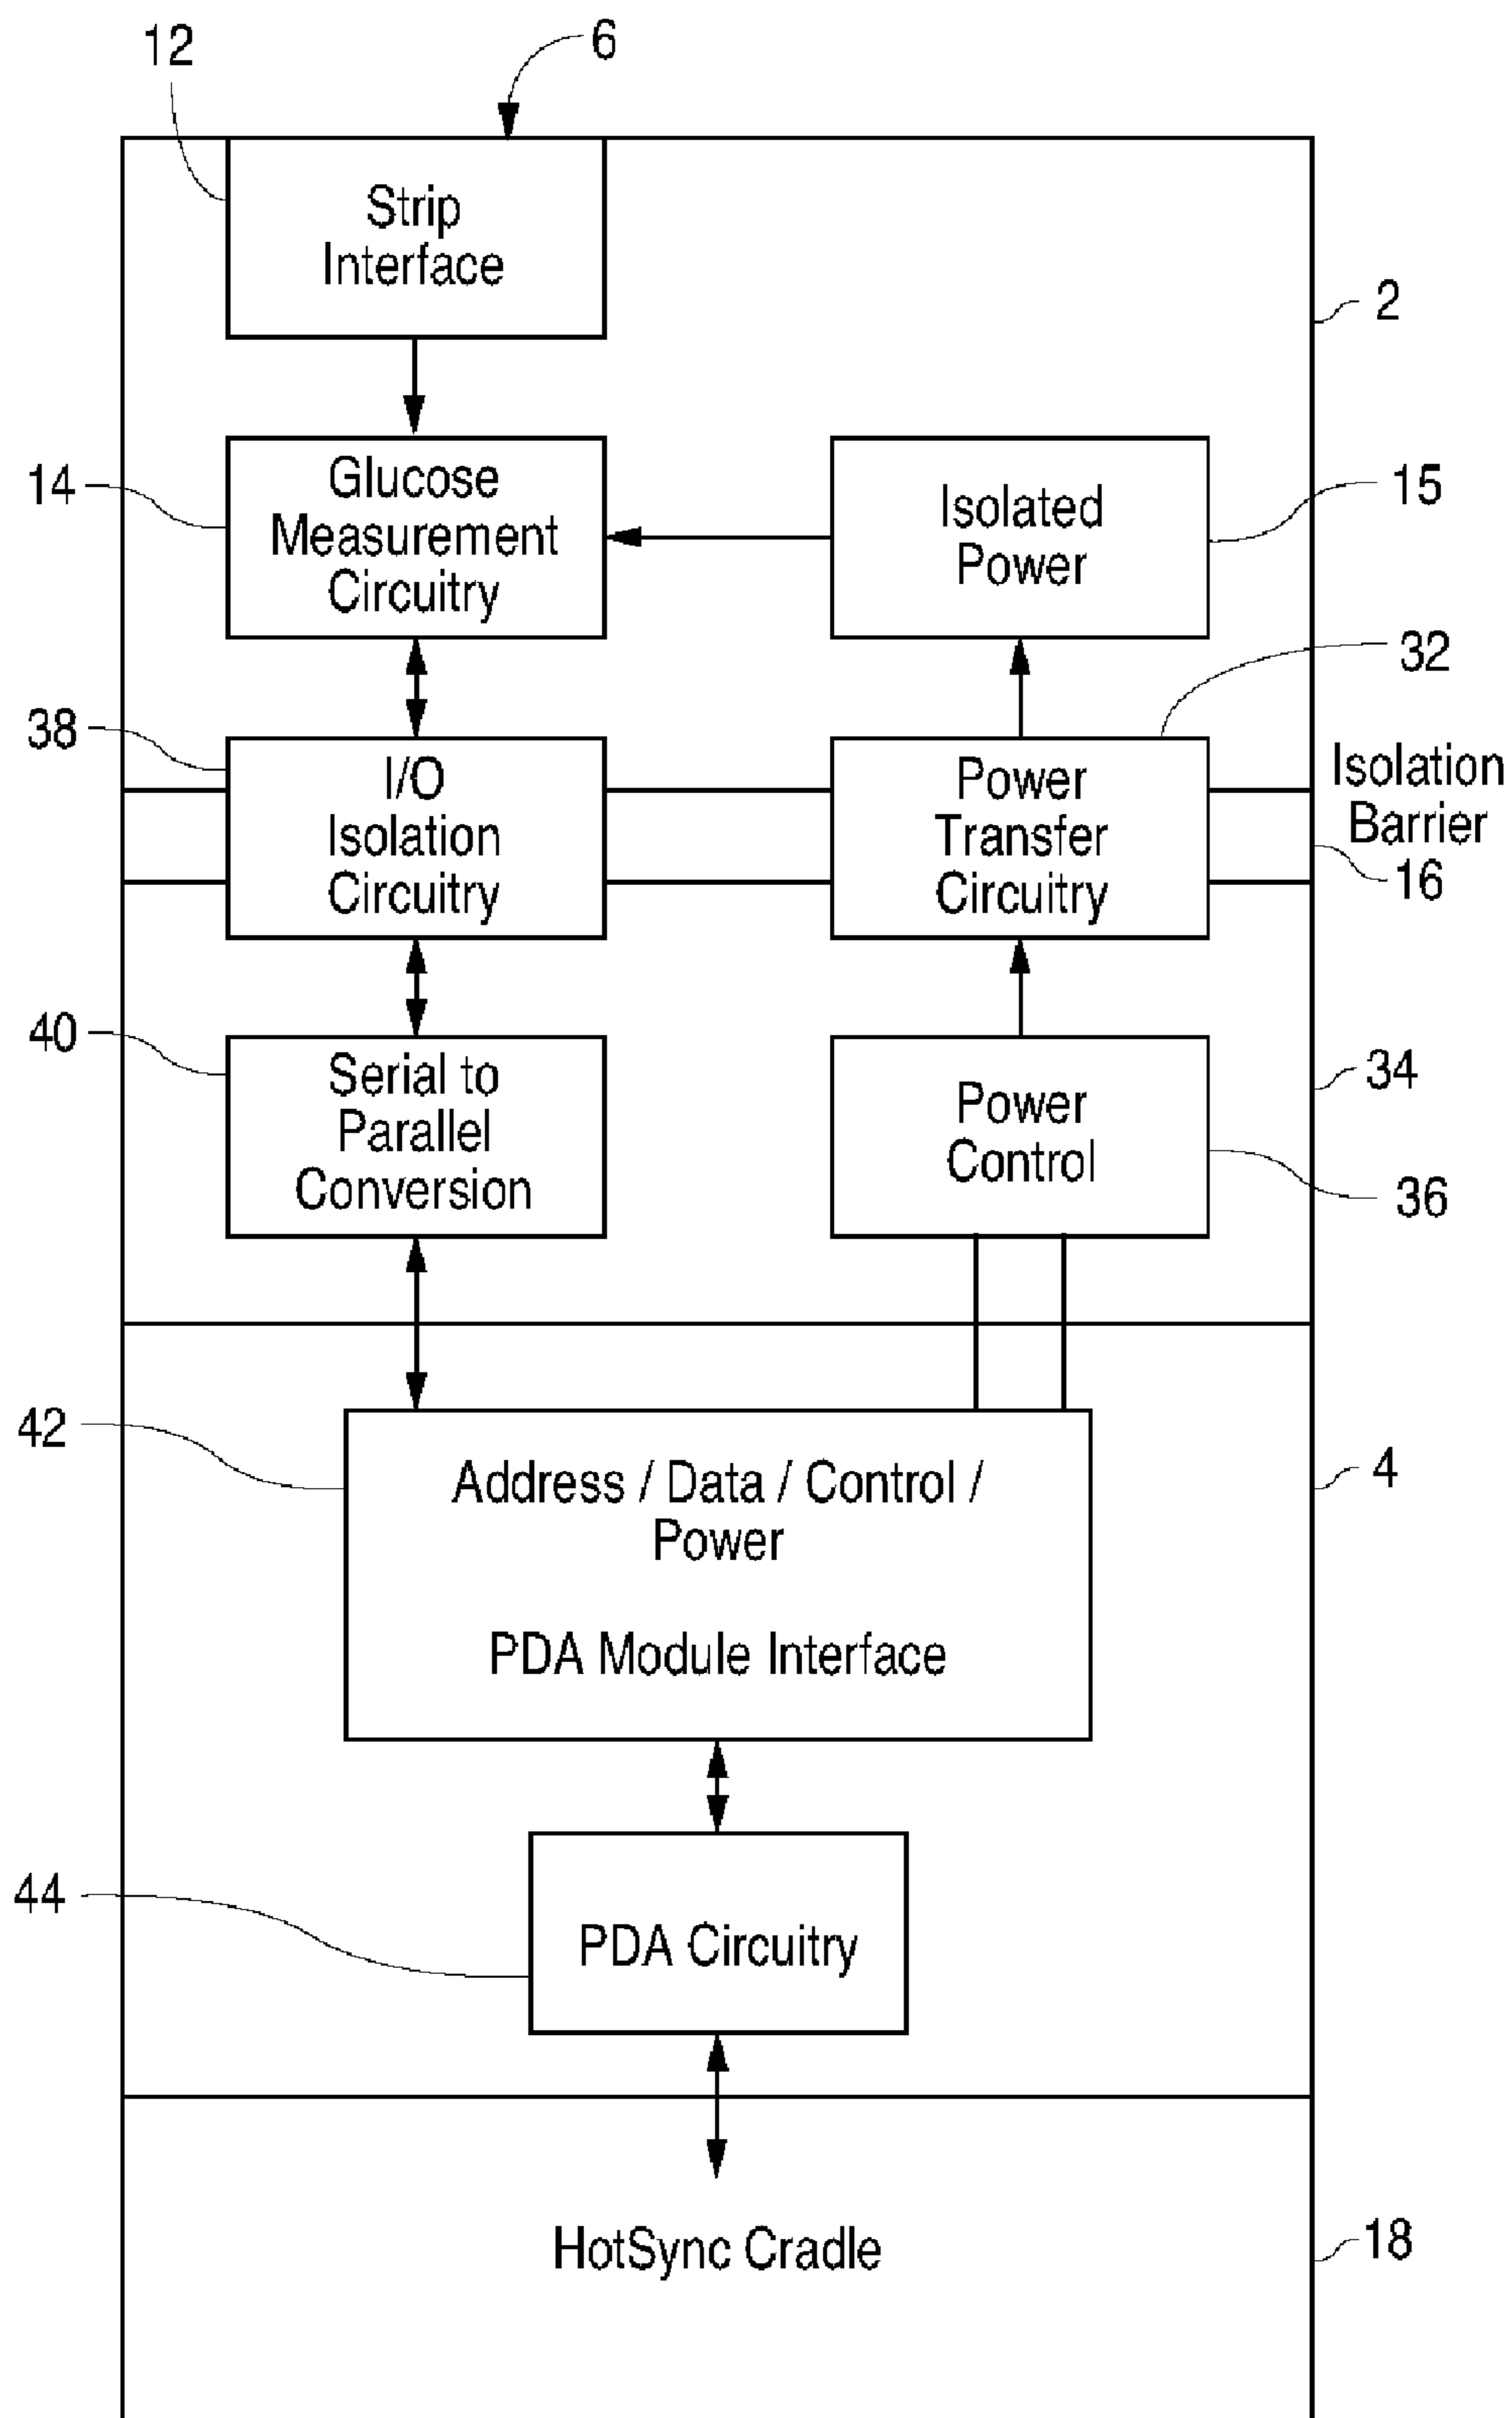 12
6
Strip
Interface
2
14
Glucose
Measurement
Circuitry
Isolated
Power
15
32
38
I/O
Isolation
Circuitry
Power
Transfer
Circuitry
Isolation
Barrier
16
40
Serial to
Parallel
Conversion
Power
Control
34
36
42
Address / Data / Control /
Power
PDA Module Interface
4
44
PDA Circuitry
HotSync Cradle
18